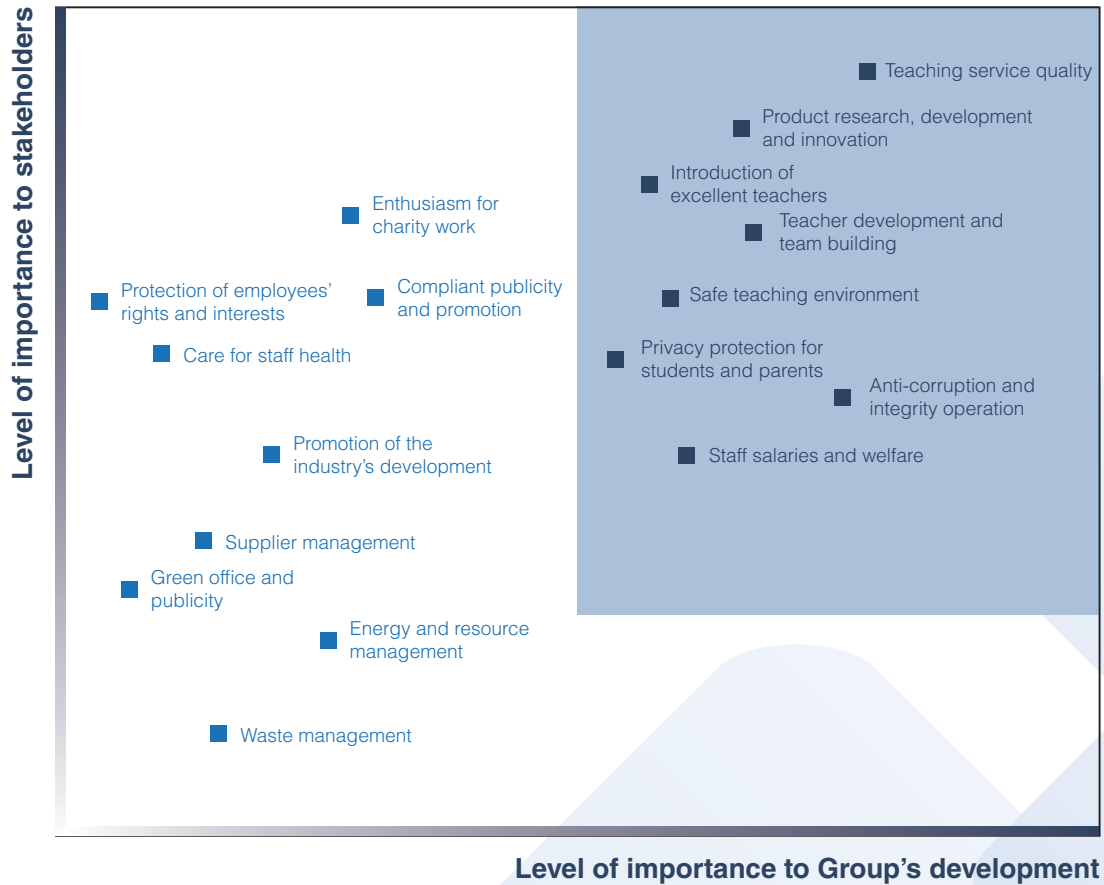 Level of importance to stakeholders
Teaching service quality
Product research, development
and innovation
Introduction of
excellent teachers
Enthusiasm for
charity work
Teacher development and
team building
Protection of employees’
rights and interests
Compliant publicity
and promotion
Safe teaching environment
Care for staff health
Privacy protection for
students and parents
Anti-corruption and
integrity operation
Promotion of the
industry’s development
Staff salaries and welfare
Supplier management
Green office and
publicity
Energy and resource
management
Waste management
Level of importance to Group’s development